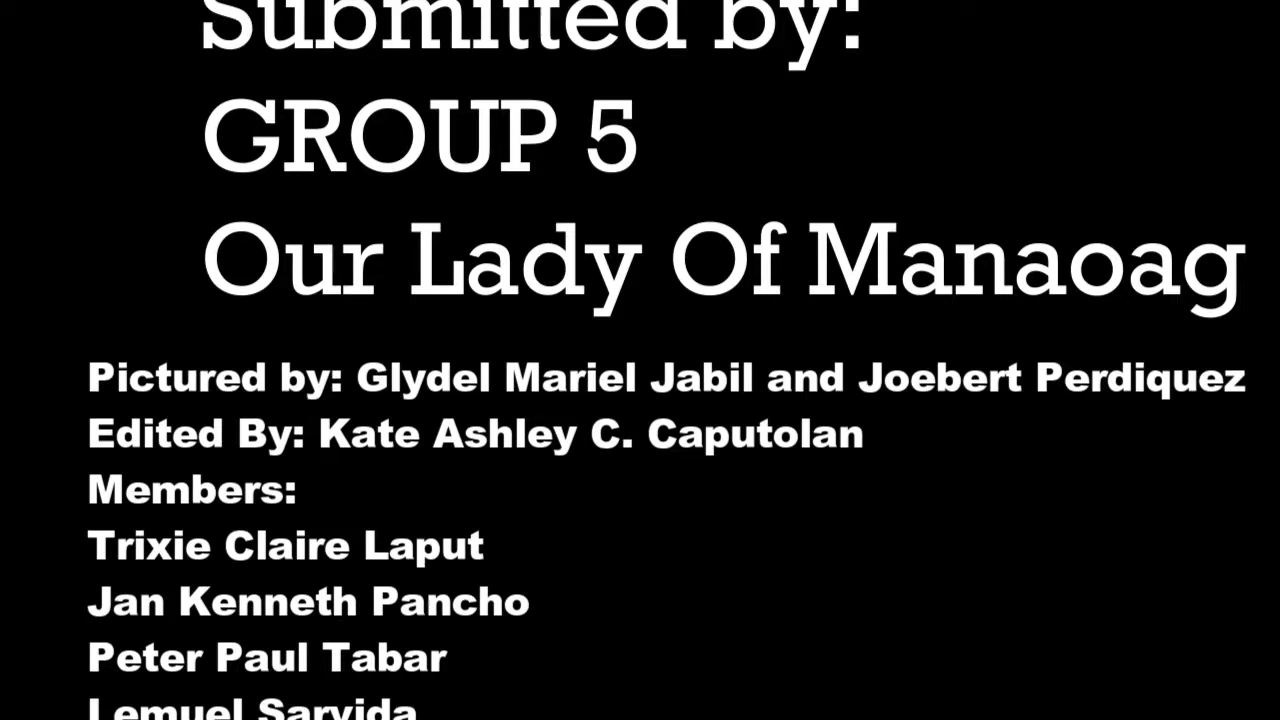 Submitted by:
GROUP 5
Our Lady Of Manaoag
Pictured by: Glydel Mariel Jabil and Joebert Perdiquez
Edited By: Kate Ashley C. Caputolan
Members:
Trixie Claire Laput
Jan Kenneth Pancho
Peter Paul Tabar
Lemuel Sarvida